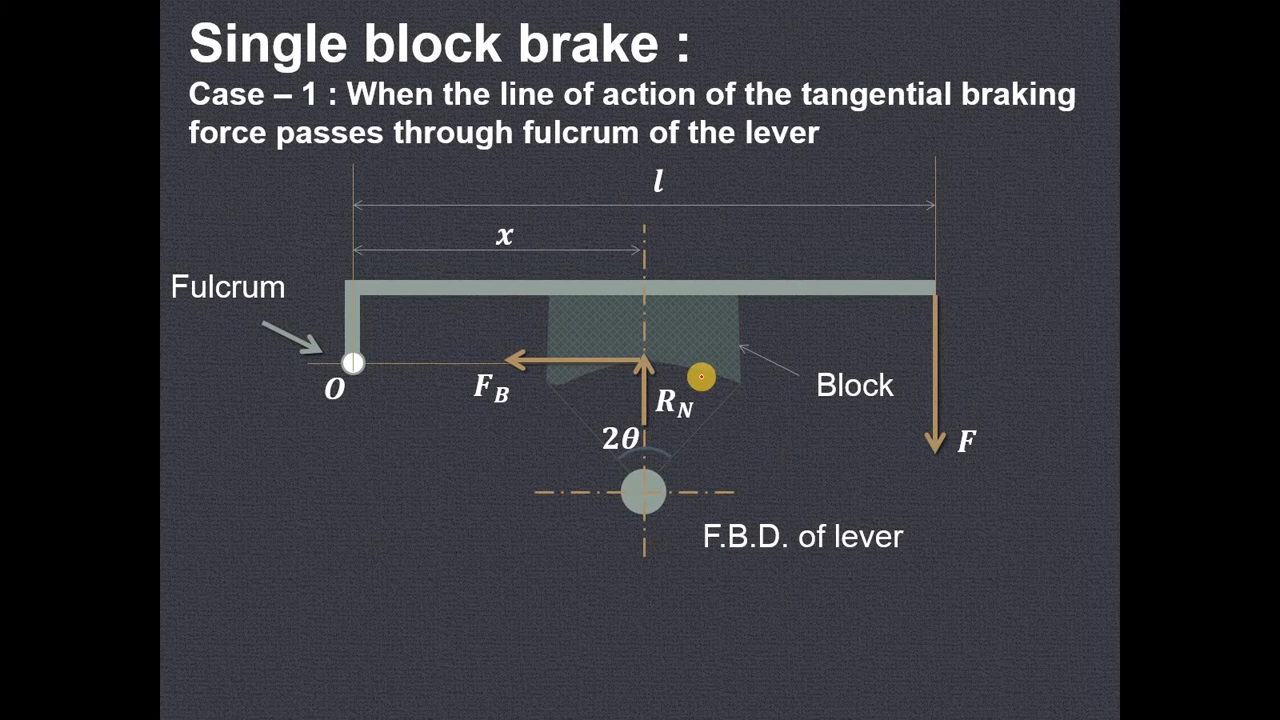 Single block brake :
Case – 1 : When the line of action of the tangential braking
force passes through fulcrum of the lever
l
x
Fulcrum
O
F_B
R_N
Block
2θ
F
F.B.D. of lever